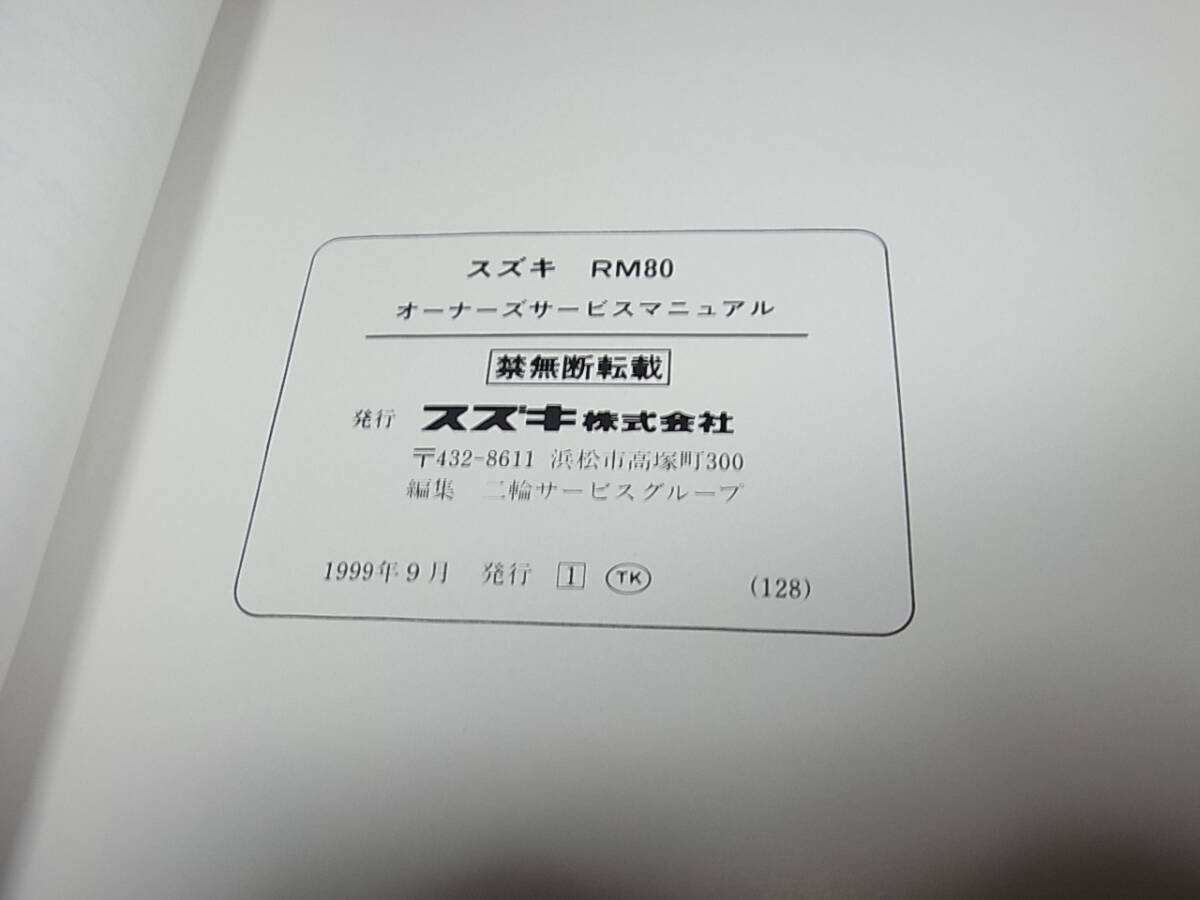 スズキ RM80
オーナーズサービスマニュアル
禁無断転載
発行 スズキ株式会社
〒432-8611 浜松市高塚町300
編集 二輪サービスグループ
1999年9月 発行 1 TK (128)